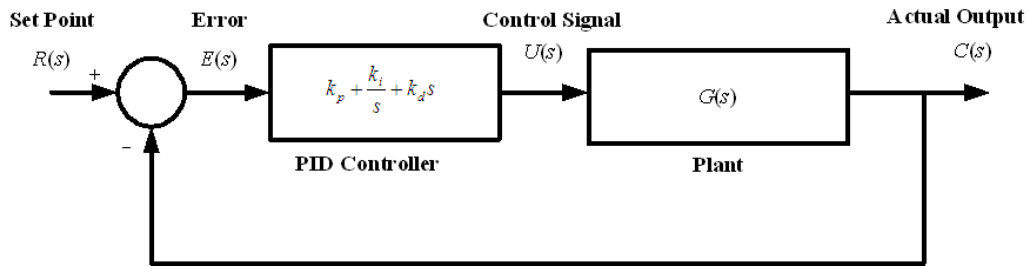 Set Point
Error
Control Signal
Actual Output
R(s)
E(s)
U(s)
C(s)
+
k_p + k_i/s + k_d s
G(s)
−
PID Controller
Plant